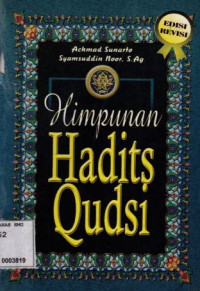 EDISI
REVISI
Achmad Sunarto
Syamsuddin Noor, S.Ag
Himpunan
Hadits
Qudsi
0003819